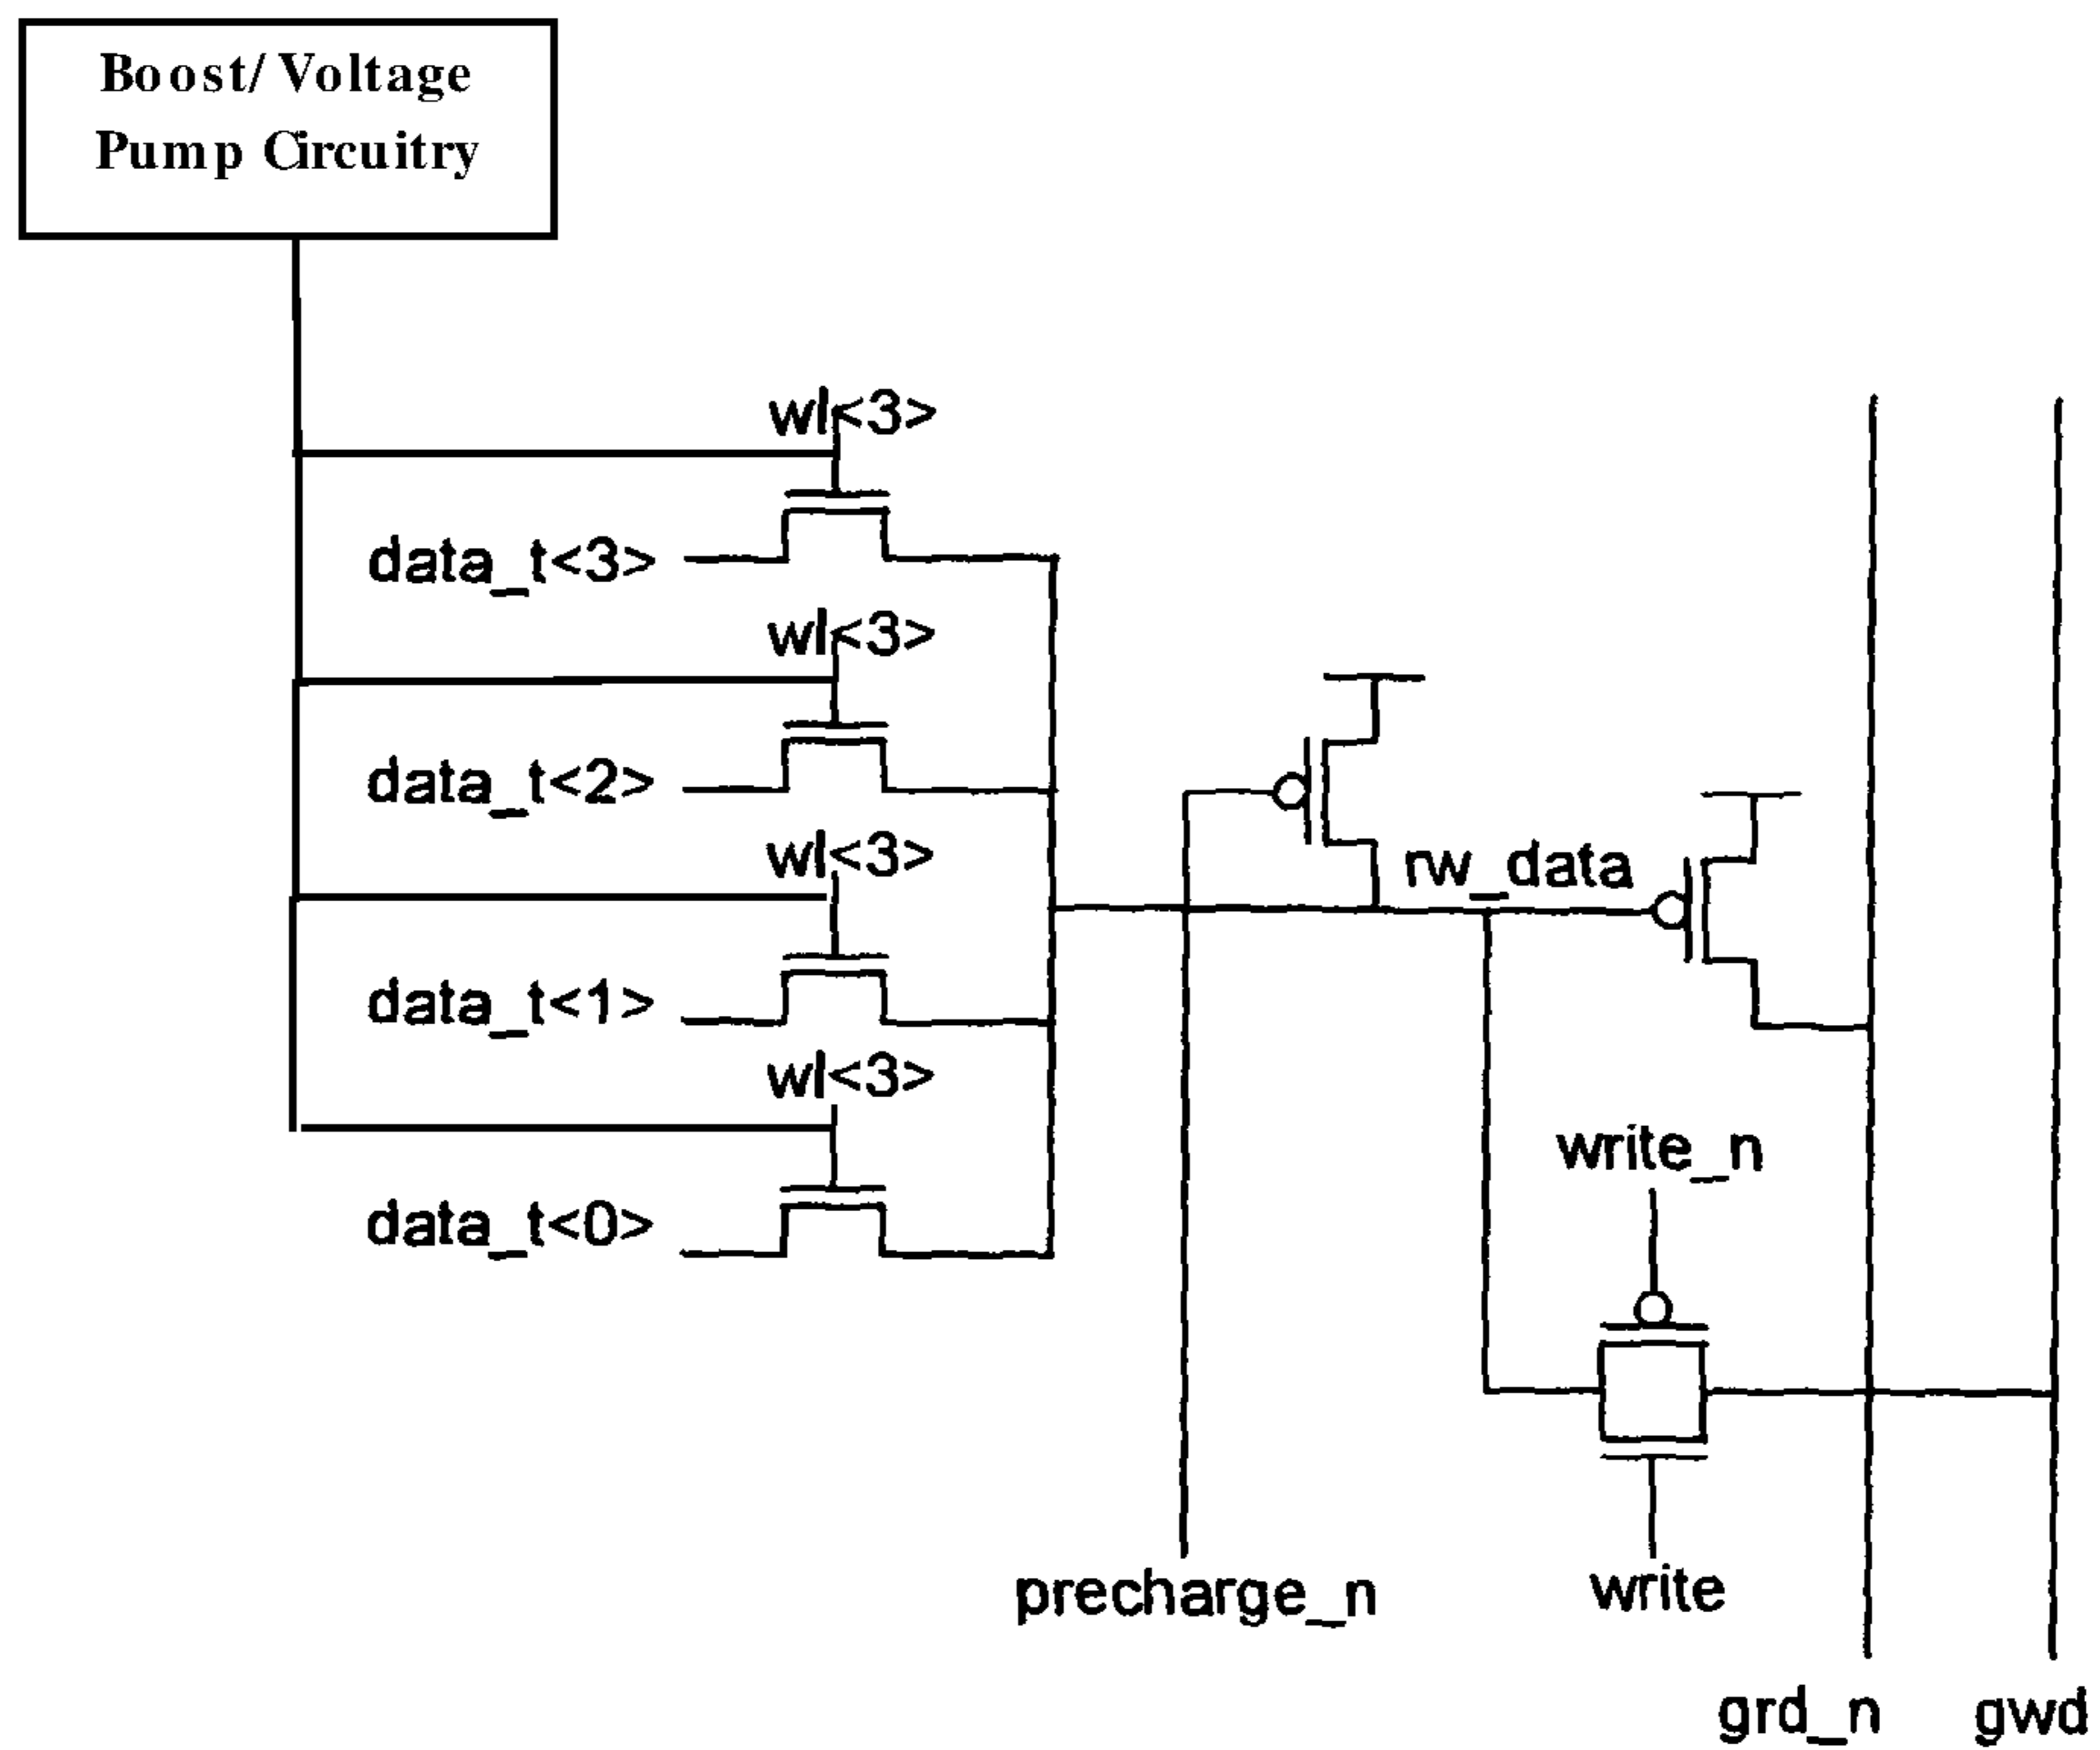 Boost/Voltage
Pump Circuitry
wl<3>
data_t<3>
wl<3>
data_t<2>
wl<3>
rw_data
data_t<1>
wl<3>
write_n
data_t<0>
precharge_n
write
grd_n
gwd